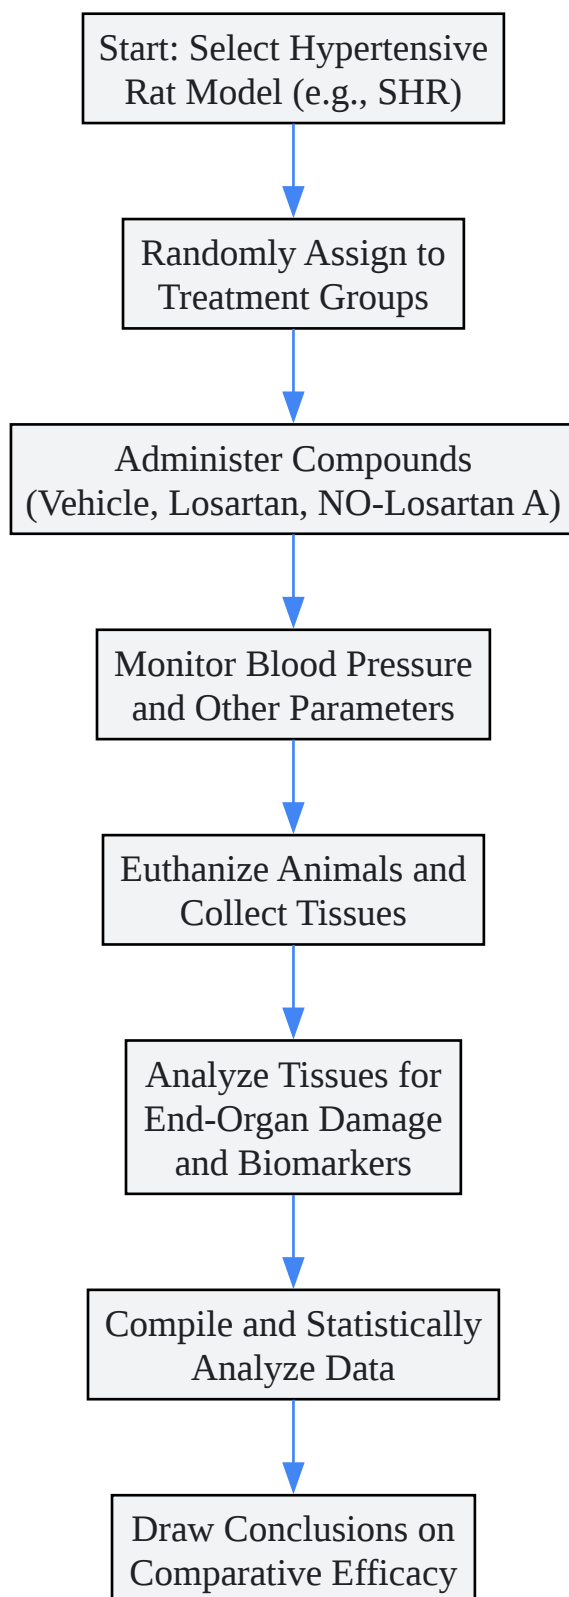 Start: Select Hypertensive
Rat Model (e.g., SHR)
Randomly Assign to
Treatment Groups
Administer Compounds
(Vehicle, Losartan, NO-Losartan A)
Monitor Blood Pressure
and Other Parameters
Euthanize Animals and
Collect Tissues
Analyze Tissues for
End-Organ Damage
and Biomarkers
Compile and Statistically
Analyze Data
Draw Conclusions on
Comparative Efficacy